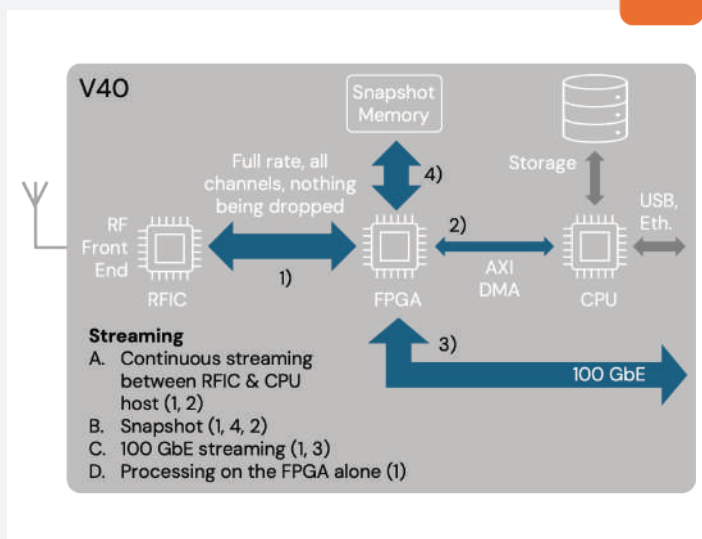 V40
Snapshot
Memory
Full rate, all
channels, nothing
being dropped
4)
Storage
USB,
Eth.
RF
Front
End
1)
2)
AXI
DMA
RFIC
FPGA
CPU
3)
100 GbE
Streaming
A. Continuous streaming
between RFIC & CPU
host (1, 2)
B. Snapshot (1, 4, 2)
C. 100 GbE streaming (1, 3)
D. Processing on the FPGA alone (1)